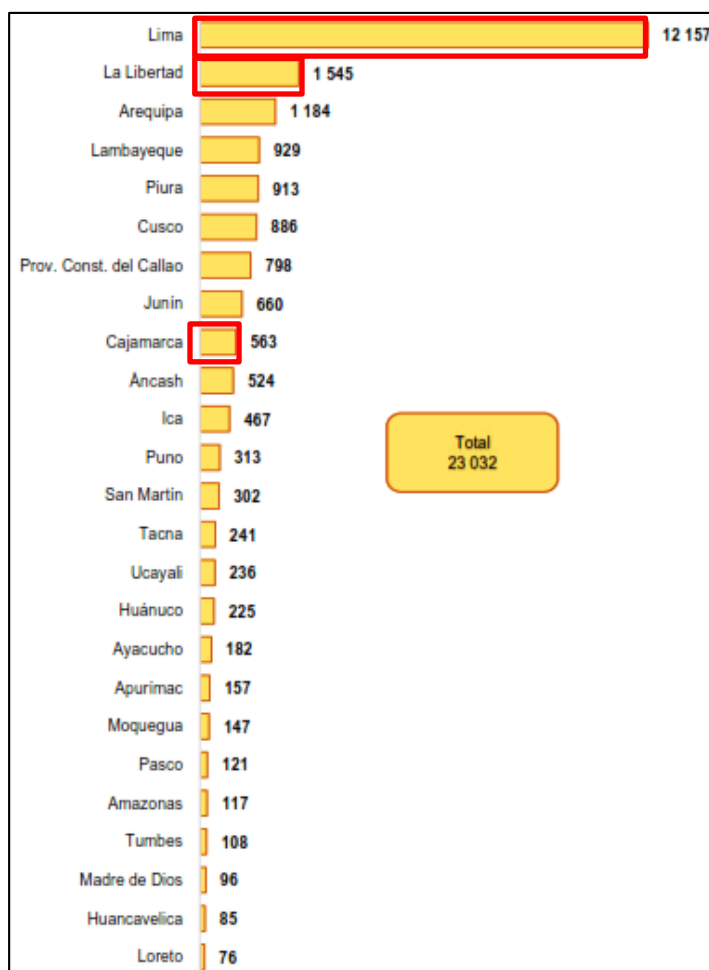 Lima 12 157
La Libertad 1 545
Arequipa 1 184
Lambayeque 929
Piura 913
Cusco 886
Prov. Const. del Callao 798
Junín 660
Cajamarca 563
Áncash 524
Ica 467
Total
23 032
Puno 313
San Martín 302
Tacna 241
Ucayali 236
Huánuco 225
Ayacucho 182
Apurímac 157
Moquegua 147
Pasco 121
Amazonas 117
Tumbes 108
Madre de Dios 96
Huancavelica 85
Loreto 76